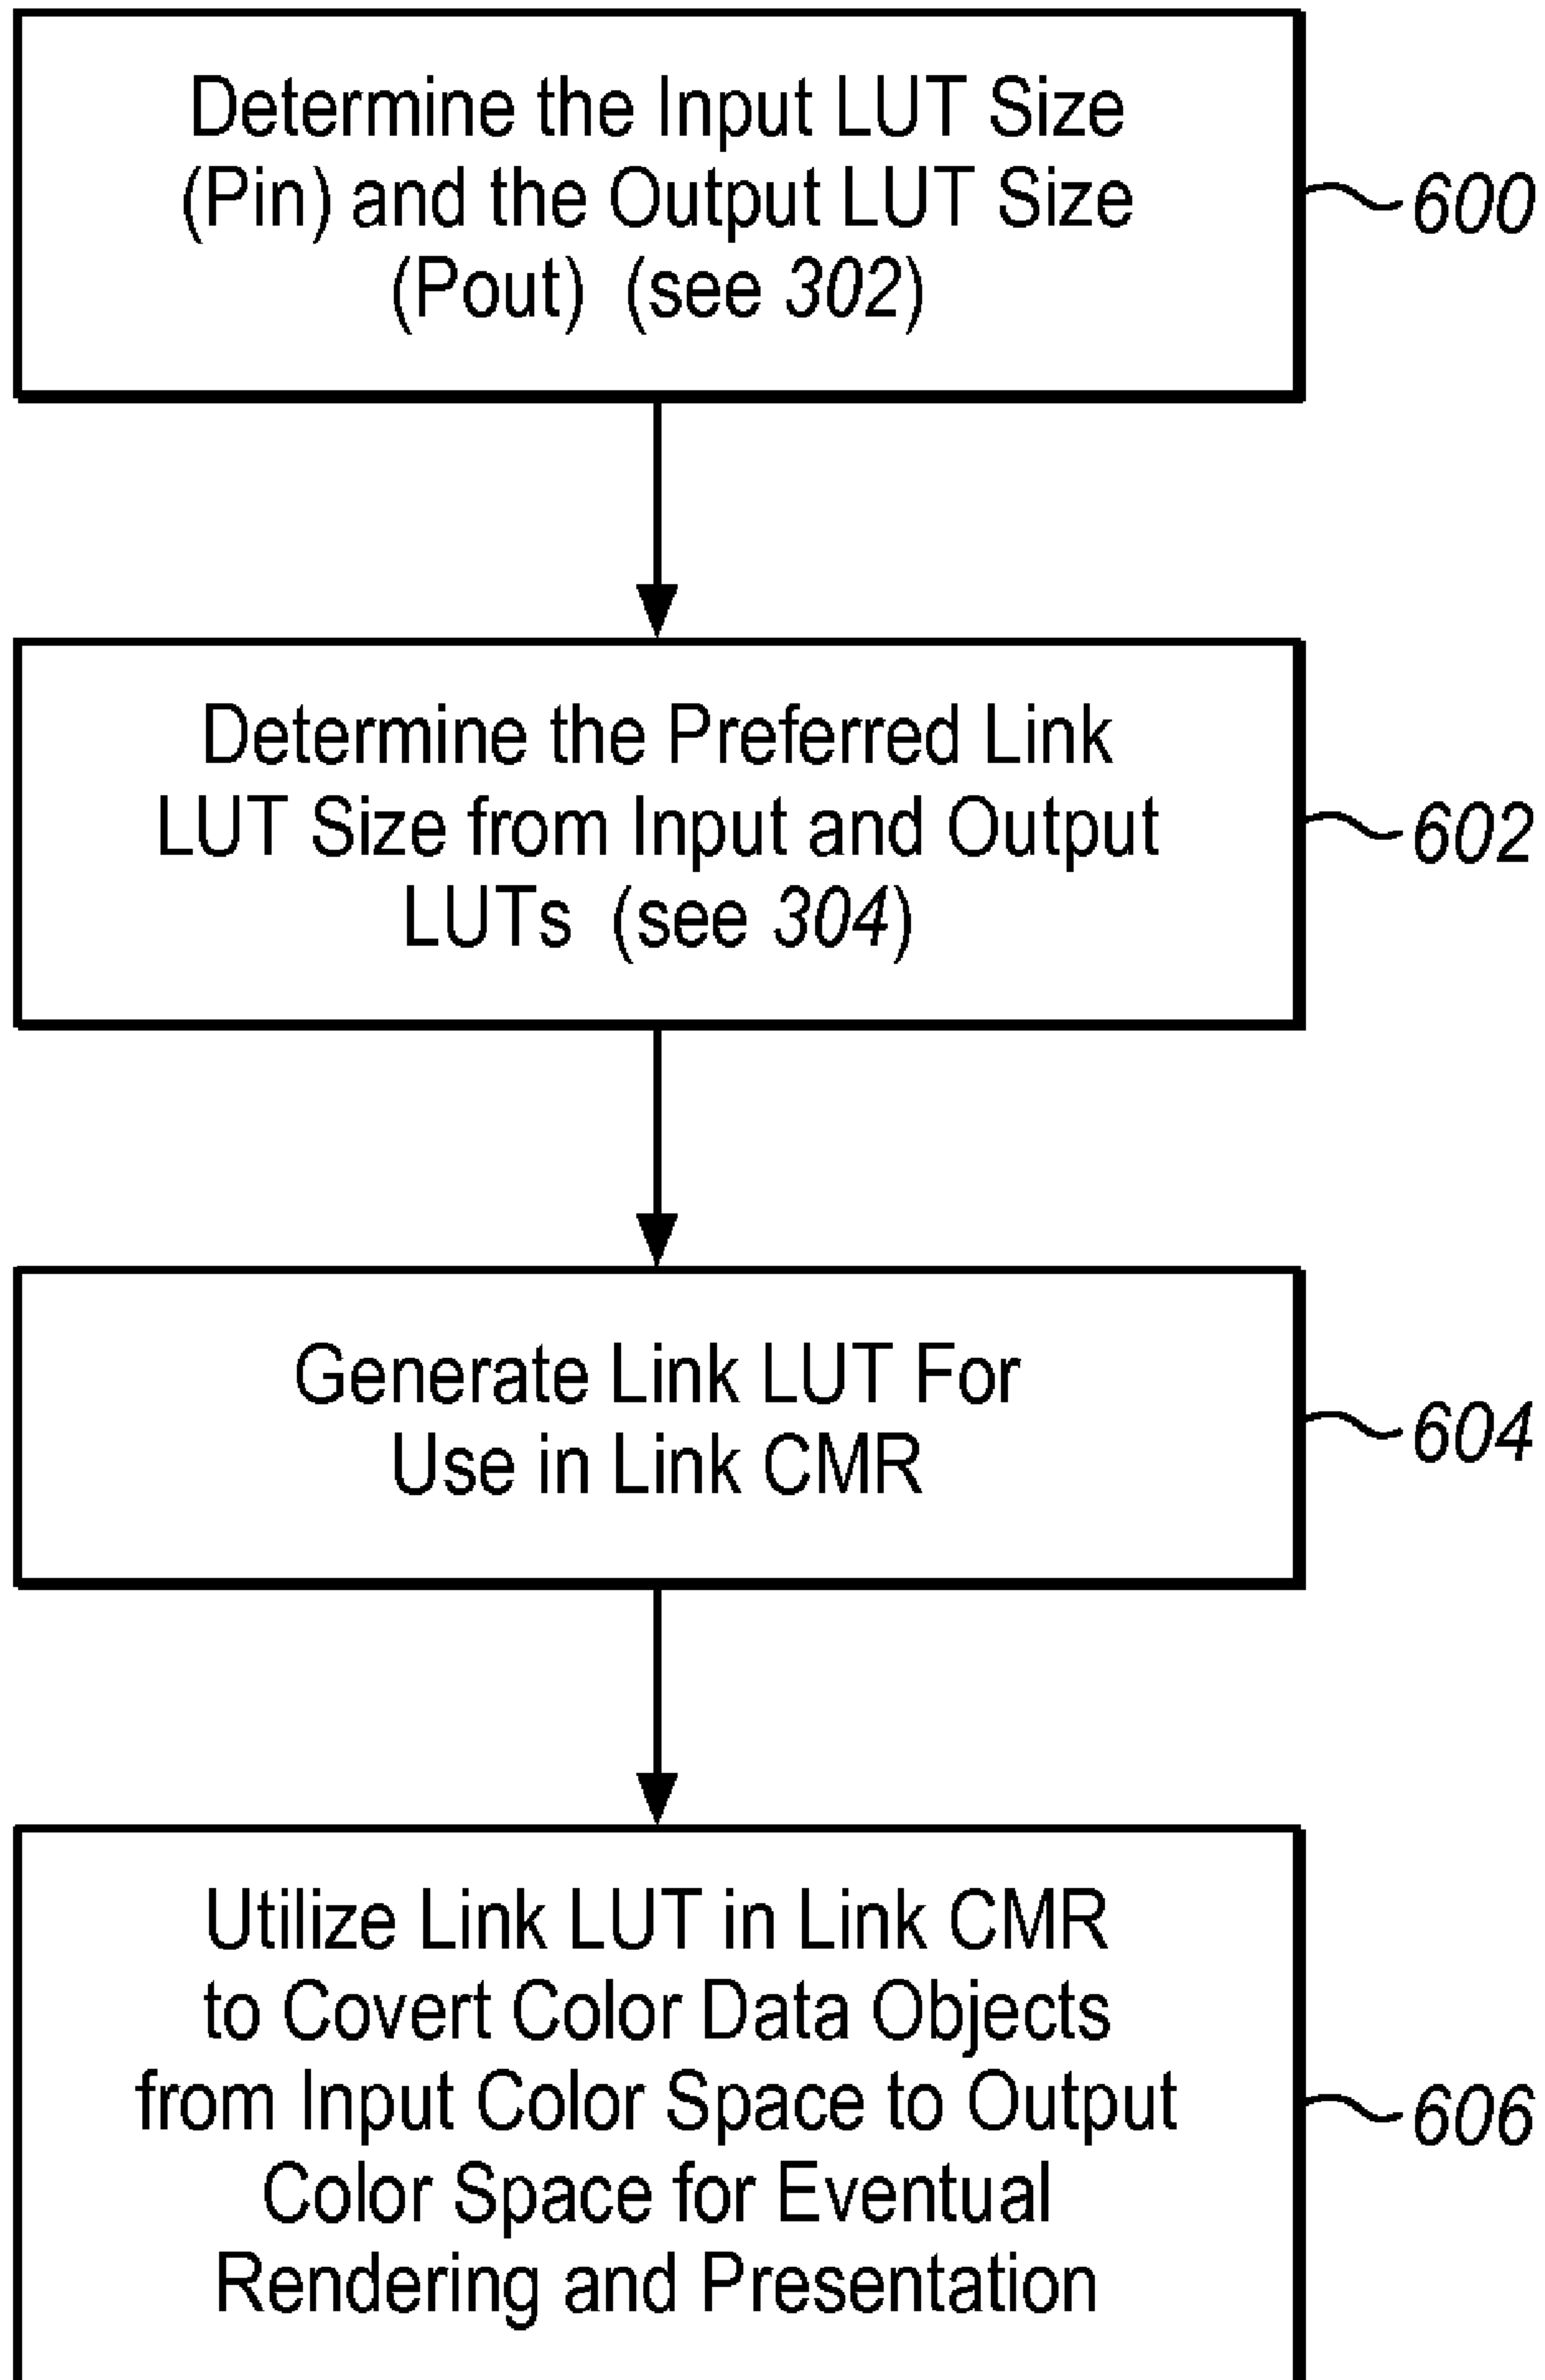 Determine the Input LUT Size
(Pin) and the Output LUT Size
(Pout) (see 302)
600
Determine the Preferred Link
LUT Size from Input and Output
LUTs (see 304)
602
Generate Link LUT For
Use in Link CMR
604
Utilize Link LUT in Link CMR
to Covert Color Data Objects
from Input Color Space to Output
Color Space for Eventual
Rendering and Presentation
606